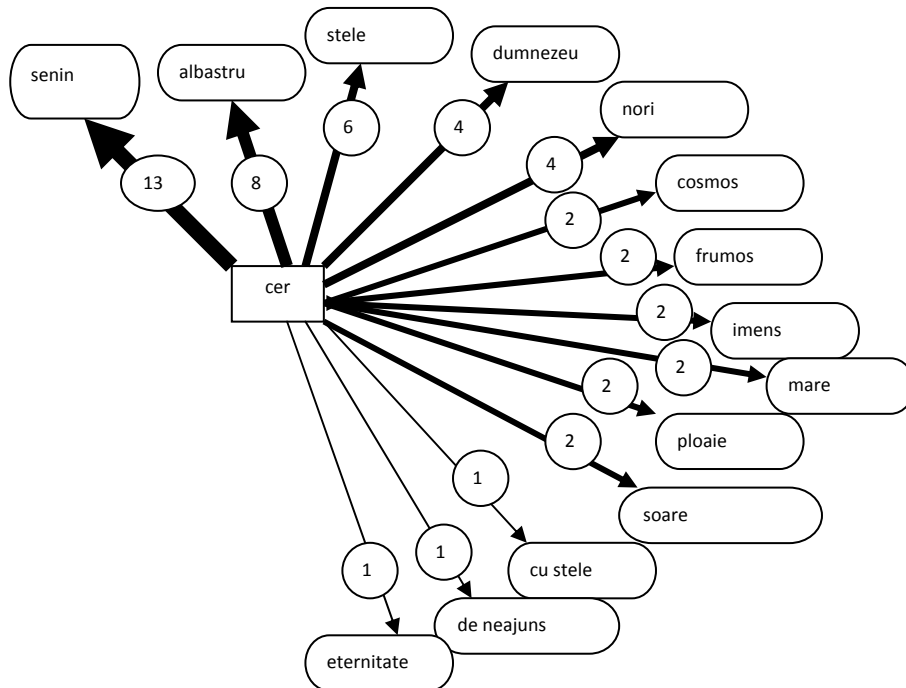 stele
dumnezeu
albastru
senin
nori
6
4
4
cosmos
13
8
2
frumos
2
cer
2
imens
2
mare
2
ploaie
2
soare
1
cu stele
1
1
de neajuns
eternitate